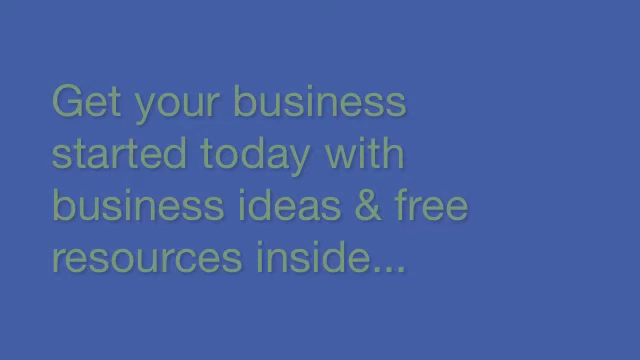 Get your business
started today with
business ideas & free
resources inside...